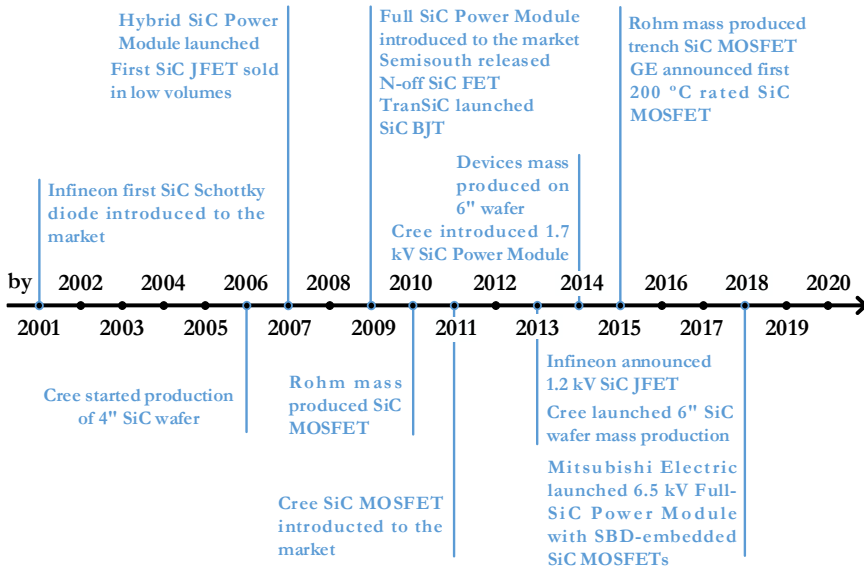 Hybrid SiC Power
Module launched
First SiC JFET sold
in low volumes
Full SiC Power Module
introduced to the market
Semisouth released
N-off SiC FET
TranSiC launched
SiC BJT
Rohm mass produced
trench SiC MOSFET
GE announced first
200 °C rated SiC
MOSFET
Infineon first SiC Schottky
diode introduced to the
market
Devices mass
produced on
6" wafer
Cree introduced 1.7
kV SiC Power Module
by 2002 2004 2006 2008 2010 2012 2014 2016 2018 2020
2001 2003 2005 2007 2009 2011 2013 2015 2017 2019
Cree started production
of 4" SiC wafer
Rohm mass
produced SiC
MOSFET
Infineon announced
1.2 kV SiC JFET
Cree launched 6" SiC
wafer mass production
Cree SiC MOSFET
introducted to the
market
Mitsubishi Electric
launched 6.5 kV Full-
SiC Power Module
with SBD-embedded
SiC MOSFETs